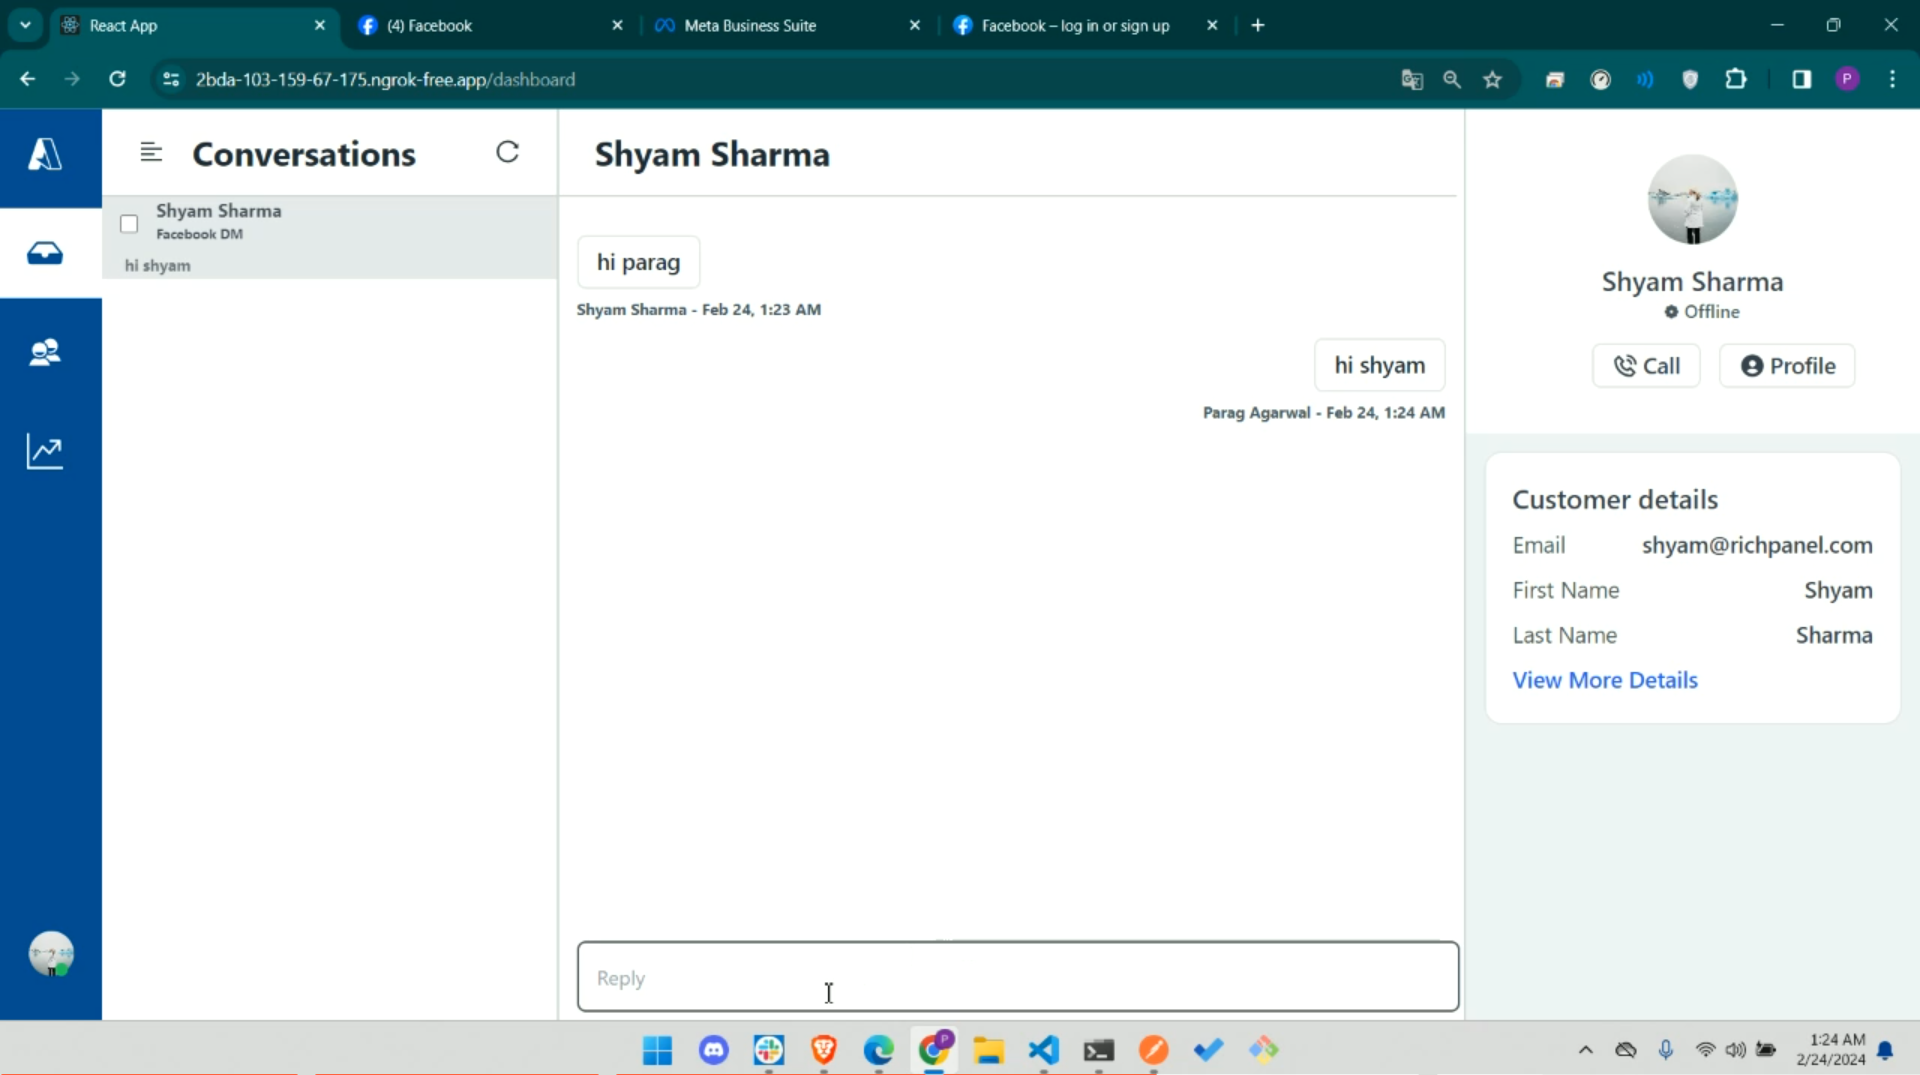 React App
(4) Facebook
Meta Business Suite
Facebook – log in or sign up
2bda-103-159-67-175.ngrok-free.app/dashboard
P
Conversations
Shyam Sharma
Facebook DM
hi shyam
Shyam Sharma
hi parag
Shyam Sharma - Feb 24, 1:23 AM
hi shyam
Parag Agarwal - Feb 24, 1:24 AM
Reply
Shyam Sharma
Offline
Call
Profile
Customer details
Email shyam@richpanel.com
First Name Shyam
Last Name Sharma
View More Details
P
1:24 AM
2/24/2024